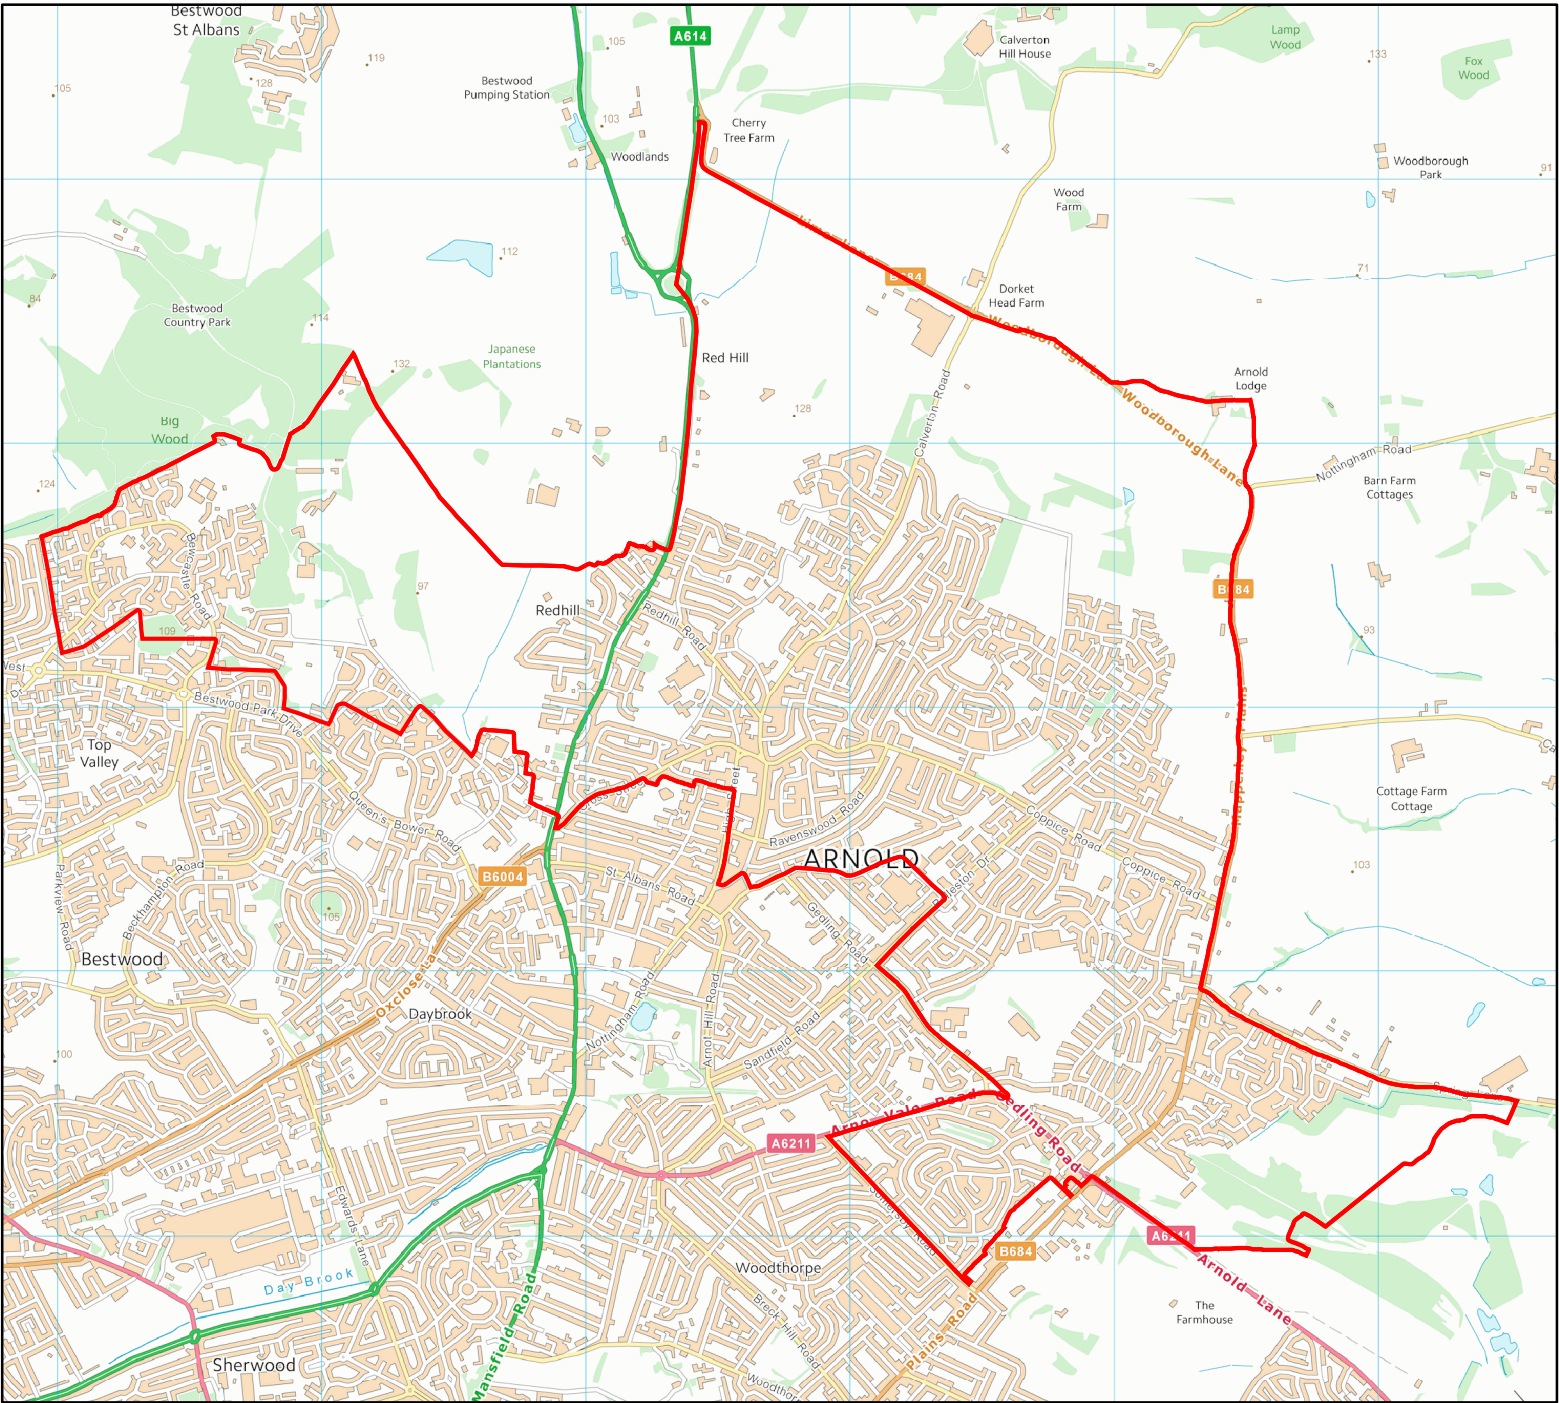 Bestwood
St Albans
119
128
105
A614
105
Bestwood
Pumping Station
103
Woodlands
Cherry
Tree Farm
Calverton
Hill House
Lamp
Wood
133
Fox
Wood
Woodborough
Park
91
Wood
Farm
112
71
84
Bestwood
Country Park
114
Dorket
Head Farm
Woodborough Lane
Japanese
Plantations
132
Red Hill
128
Calverton Road
Arnold
Lodge
Woodborough Lane
Big
Wood
124
Nottingham Road
Barn Farm
Cottages
Bewcastle Road
97
109
Redhill
Redhill Road
93
Bestwood Park Drive
Top
Valley
Queen's Bower Road
Cottage Farm
Cottage
Ravenswood Road
Coppice Road
Coppice Road
ARNOLD
103
B6004
St Albans Road
Parkview Road
Beckhampton Road
105
Gedling Road
Bestwood
Daybrook
Nottingham Road
Arnot Hill Road
Sandfield Road
100
Arno Vale Road
Gedling Road
A6211
Edwards Lane
Day Brook
Mansfield Road
Woodthorpe
B684
Arnold Lane
The
Farmhouse
Breck Hill Road
Plains Road
Sherwood